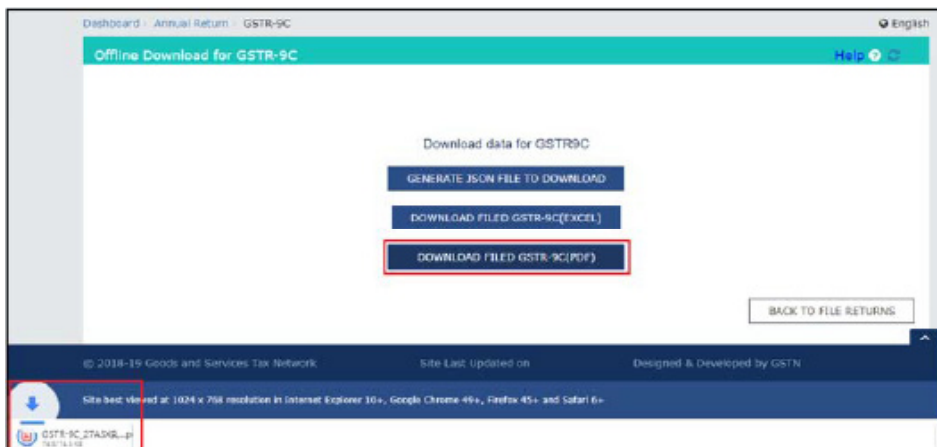 Dashboard › Annual Return › GSTR-9C
English
Offline Download for GSTR-9C
Help
Download data for GSTR9C
GENERATE JSON FILE TO DOWNLOAD
DOWNLOAD FILED GSTR-9C(EXCEL)
DOWNLOAD FILED GSTR-9C(PDF)
BACK TO FILE RETURNS
© 2018-19 Goods and Services Tax Network
Site Last Updated on
Designed & Developed by GSTN
Site best viewed at 1024 x 768 resolution in Internet Explorer 10+, Google Chrome 49+, Firefox 45+ and Safari 6+